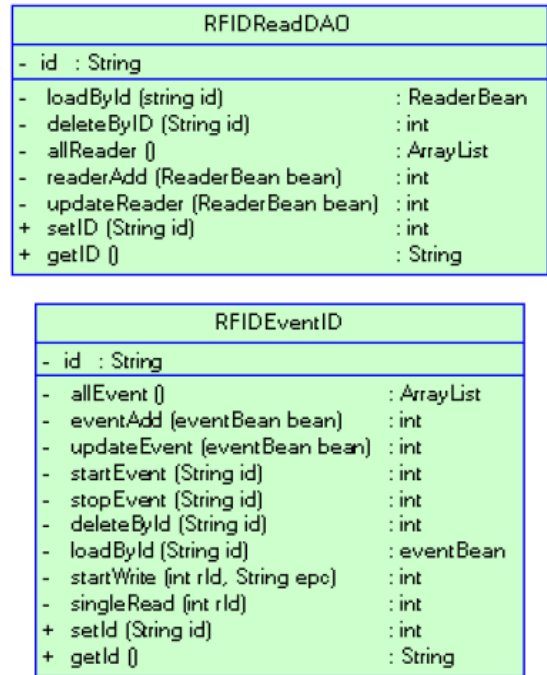 RFIDReadDAO
- id : String
- loadById (string id) : ReaderBean
- deleteByID (String id) : int
- allReader () : ArrayList
- readerAdd (ReaderBean bean) : int
- updateReader (ReaderBean bean) : int
+ setID (String id) : int
+ getID () : String
RFIDEventID
- id : String
- allEvent () : ArrayList
- eventAdd (eventBean bean) : int
- updateEvent (eventBean bean) : int
- startEvent (String id) : int
- stopEvent (String id) : int
- deleteById (String id) : int
- loadById (String id) : eventBean
- startWrite (int rId, String epc) : int
- singleRead (int rId) : int
+ setId (String id) : int
+ getId () : String